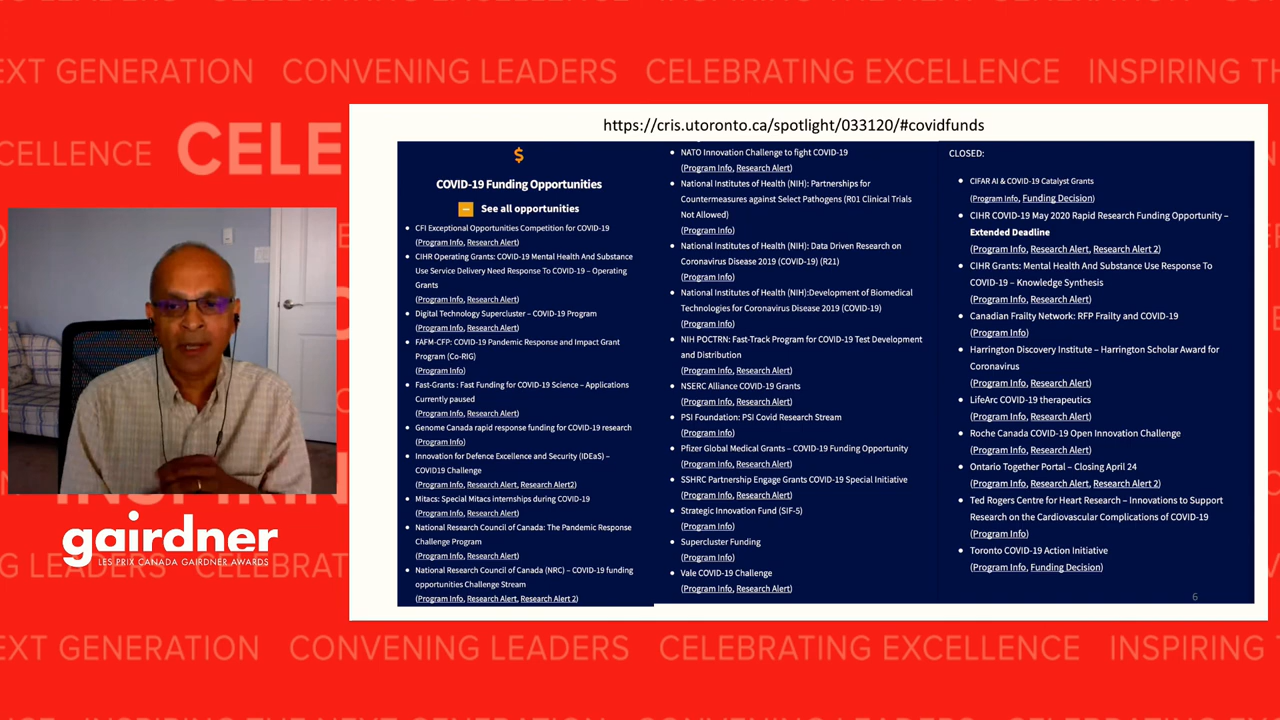 EXT GENERATION CONVENING LEADERS CELEBRATING EXCELLENCE INSPIRING TH
CELLENCE CELE
gairdner
LES PRIX CANADA GAIRDNER AWARDS
G LEADERS CELEBRAT
EXT GENERATION CONVENING LEADERS CELEBRATING EXCELLENCE INSPIRING
https://cris.utoronto.ca/spotlight/033120/#covidfunds
$
COVID-19 Funding Opportunities
– See all opportunities
• CFI Exceptional Opportunities Competition for COVID-19
(Program Info, Research Alert)
• CIHR Operating Grants: COVID-19 Mental Health And Substance
Use Service Delivery Need Response To COVID-19 – Operating
Grants
(Program Info, Research Alert)
• Digital Technology Supercluster – COVID-19 Program
(Program Info, Research Alert)
• FAFM-CFP: COVID-19 Pandemic Response and Impact Grant
Program (Co-RIG)
(Program Info)
• Fast-Grants : Fast Funding for COVID-19 Science – Applications
Currently paused
(Program Info, Research Alert)
• Genome Canada rapid response funding for COVID-19 research
(Program Info)
• Innovation for Defence Excellence and Security (IDEaS) –
COVID19 Challenge
(Program Info, Research Alert, Research Alert2)
• Mitacs: Special Mitacs internships during COVID-19
(Program Info, Research Alert)
• National Research Council of Canada: The Pandemic Response
Challenge Program
(Program Info, Research Alert)
• National Research Council of Canada (NRC) – COVID-19 funding
opportunities Challenge Stream
(Program Info, Research Alert, Research Alert 2)
• NATO Innovation Challenge to fight COVID-19
(Program Info, Research Alert)
• National Institutes of Health (NIH): Partnerships for
Countermeasures against Select Pathogens (R01 Clinical Trials
Not Allowed)
(Program Info)
• National Institutes of Health (NIH): Data Driven Research on
Coronavirus Disease 2019 (COVID-19) (R21)
(Program Info)
• National Institutes of Health (NIH):Development of Biomedical
Technologies for Coronavirus Disease 2019 (COVID-19)
(Program Info)
• NIH POCTRN: Fast-Track Program for COVID-19 Test Development
and Distribution
(Program Info, Research Alert)
• NSERC Alliance COVID-19 Grants
(Program Info, Research Alert)
• PSI Foundation: PSI Covid Research Stream
(Program Info)
• Pfizer Global Medical Grants – COVID-19 Funding Opportunity
(Program Info, Research Alert)
• SSHRC Partnership Engage Grants COVID-19 Special Initiative
(Program Info, Research Alert)
• Strategic Innovation Fund (SIF-5)
(Program Info)
• Supercluster Funding
(Program Info)
• Vale COVID-19 Challenge
(Program Info, Research Alert)
CLOSED:
• CIFAR AI & COVID-19 Catalyst Grants
(Program Info, Funding Decision)
• CIHR COVID-19 May 2020 Rapid Research Funding Opportunity –
Extended Deadline
(Program Info, Research Alert, Research Alert 2)
• CIHR Grants: Mental Health And Substance Use Response To
COVID-19 – Knowledge Synthesis
(Program Info, Research Alert)
• Canadian Frailty Network: RFP Frailty and COVID-19
(Program Info)
• Harrington Discovery Institute – Harrington Scholar Award for
Coronavirus
(Program Info, Research Alert)
• LifeArc COVID-19 therapeutics
(Program Info, Research Alert)
• Roche Canada COVID-19 Open Innovation Challenge
(Program Info, Research Alert)
• Ontario Together Portal – Closing April 24
(Program Info, Research Alert, Research Alert 2)
• Ted Rogers Centre for Heart Research – Innovations to Support
Research on the Cardiovascular Complications of COVID-19
(Program Info)
• Toronto COVID-19 Action Initiative
(Program Info, Funding Decision)
6